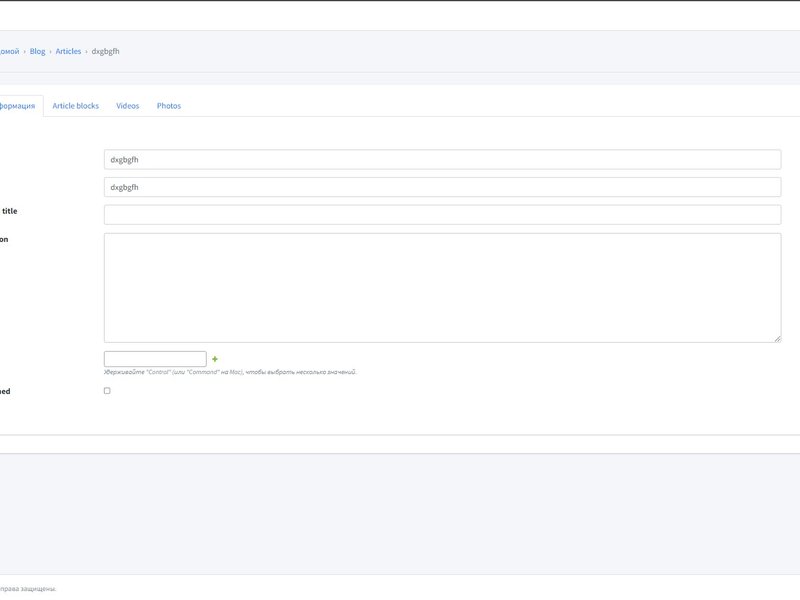 омой › Blog › Articles › dxgbgfh
формация Article blocks Videos Photos
dxgbgfh
dxgbgfh
title
on
Удерживайте "Control" (или "Command" на Mac), чтобы выбрать несколько значений.
ned
права защищены.